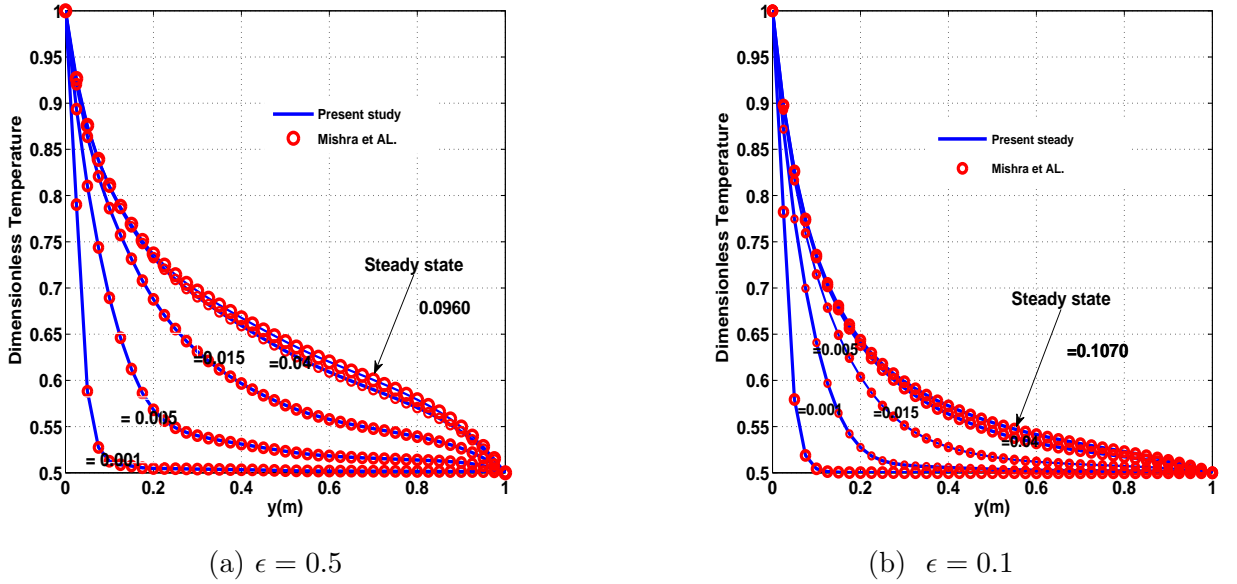 1
0.95
0.9
0.85
0.8
0.75
0.7
0.65
0.6
0.55
0.5
Dimensionless Temperature
Present study
Mishra et AL.
Steady state
0.0960
=0.015
=0.04
= 0.005
= 0.001
0 0.2 0.4 0.6 0.8 1
y(m)
(a) ϵ = 0.5
1
0.95
0.9
0.85
0.8
0.75
0.7
0.65
0.6
0.55
0.5
Dimensionless Temperature
Present steady
Mishra et AL.
Steady state
=0.1070
=0.005
=0.001
=0.015
=0.04
0 0.2 0.4 0.6 0.8 1
y(m)
(b) ϵ = 0.1